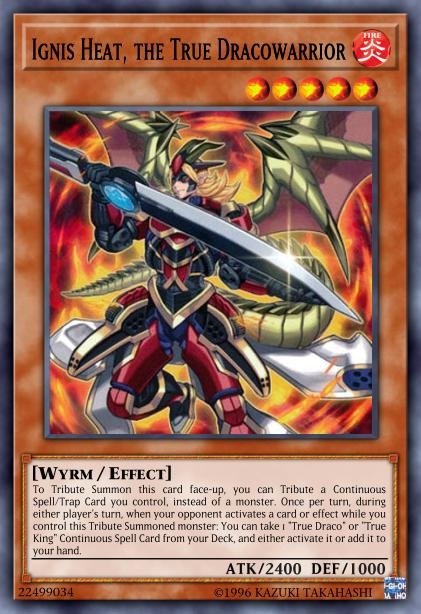 Ignis Heat, the True Dracowarrior
FIRE
炎
[Wyrm / Effect]
To Tribute Summon this card face-up, you can Tribute a Continuous
Spell/Trap Card you control, instead of a monster. Once per turn, during
either player's turn, when your opponent activates a card or effect while you
control this Tribute Summoned monster: You can take 1 "True Draco" or "True
King" Continuous Spell Card from your Deck, and either activate it or add it to
your hand.
ATK/2400 DEF/1000
22499034
©1996 KAZUKI TAKAHASHI